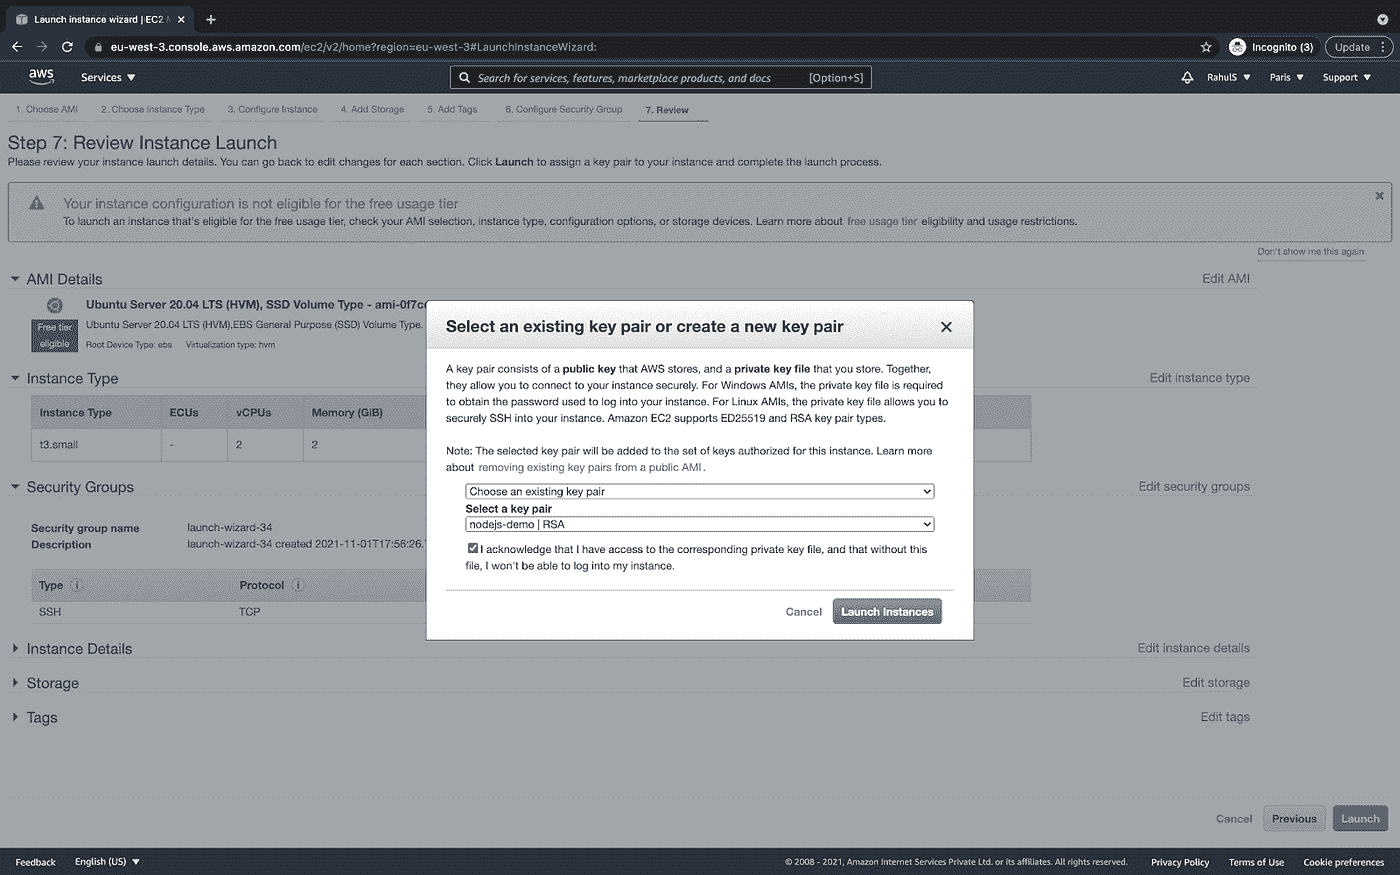 Launch instance wizard | EC2
eu-west-3.console.aws.amazon.com/ec2/v2/home?region=eu-west-3#LaunchInstanceWizard:
Incognito (3)
Update
aws
Services
Search for services, features, marketplace products, and docs
[Option+S]
RahulS
Paris
Support
1. Choose AMI
2. Choose Instance Type
3. Configure Instance
4. Add Storage
5. Add Tags
6. Configure Security Group
7. Review
Step 7: Review Instance Launch
Please review your instance launch details. You can go back to edit changes for each section. Click Launch to assign a key pair to your instance and complete the launch process.
Your instance configuration is not eligible for the free usage tier
To launch an instance that's eligible for the free usage tier, check your AMI selection, instance type, configuration options, or storage devices. Learn more about free usage tier eligibility and usage restrictions.
Don't show me this again
AMI Details
Edit AMI
Ubuntu Server 20.04 LTS (HVM), SSD Volume Type - ami-0f7c
Free tier
eligible
Ubuntu Server 20.04 LTS (HVM),EBS General Purpose (SSD) Volume Type.
Root Device Type: ebs
Virtualization type: hvm
Instance Type
Edit instance type
Instance Type
ECUs
vCPUs
Memory (GiB)
t3.small
-
2
2
Security Groups
Edit security groups
Security group name
launch-wizard-34
Description
launch-wizard-34 created 2021-11-01T17:56:26.
Type
Protocol
SSH
TCP
Instance Details
Edit instance details
Storage
Edit storage
Tags
Edit tags
Select an existing key pair or create a new key pair
A key pair consists of a public key that AWS stores, and a private key file that you store. Together,
they allow you to connect to your instance securely. For Windows AMIs, the private key file is required
to obtain the password used to log into your instance. For Linux AMIs, the private key file allows you to
securely SSH into your instance. Amazon EC2 supports ED25519 and RSA key pair types.
Note: The selected key pair will be added to the set of keys authorized for this instance. Learn more
about removing existing key pairs from a public AMI.
Choose an existing key pair
Select a key pair
nodejs-demo | RSA
I acknowledge that I have access to the corresponding private key file, and that without this
file, I won't be able to log into my instance.
Cancel
Launch Instances
Cancel
Previous
Launch
Feedback
English (US)
© 2008 - 2021, Amazon Internet Services Private Ltd. or its affiliates. All rights reserved.
Privacy Policy
Terms of Use
Cookie preferences